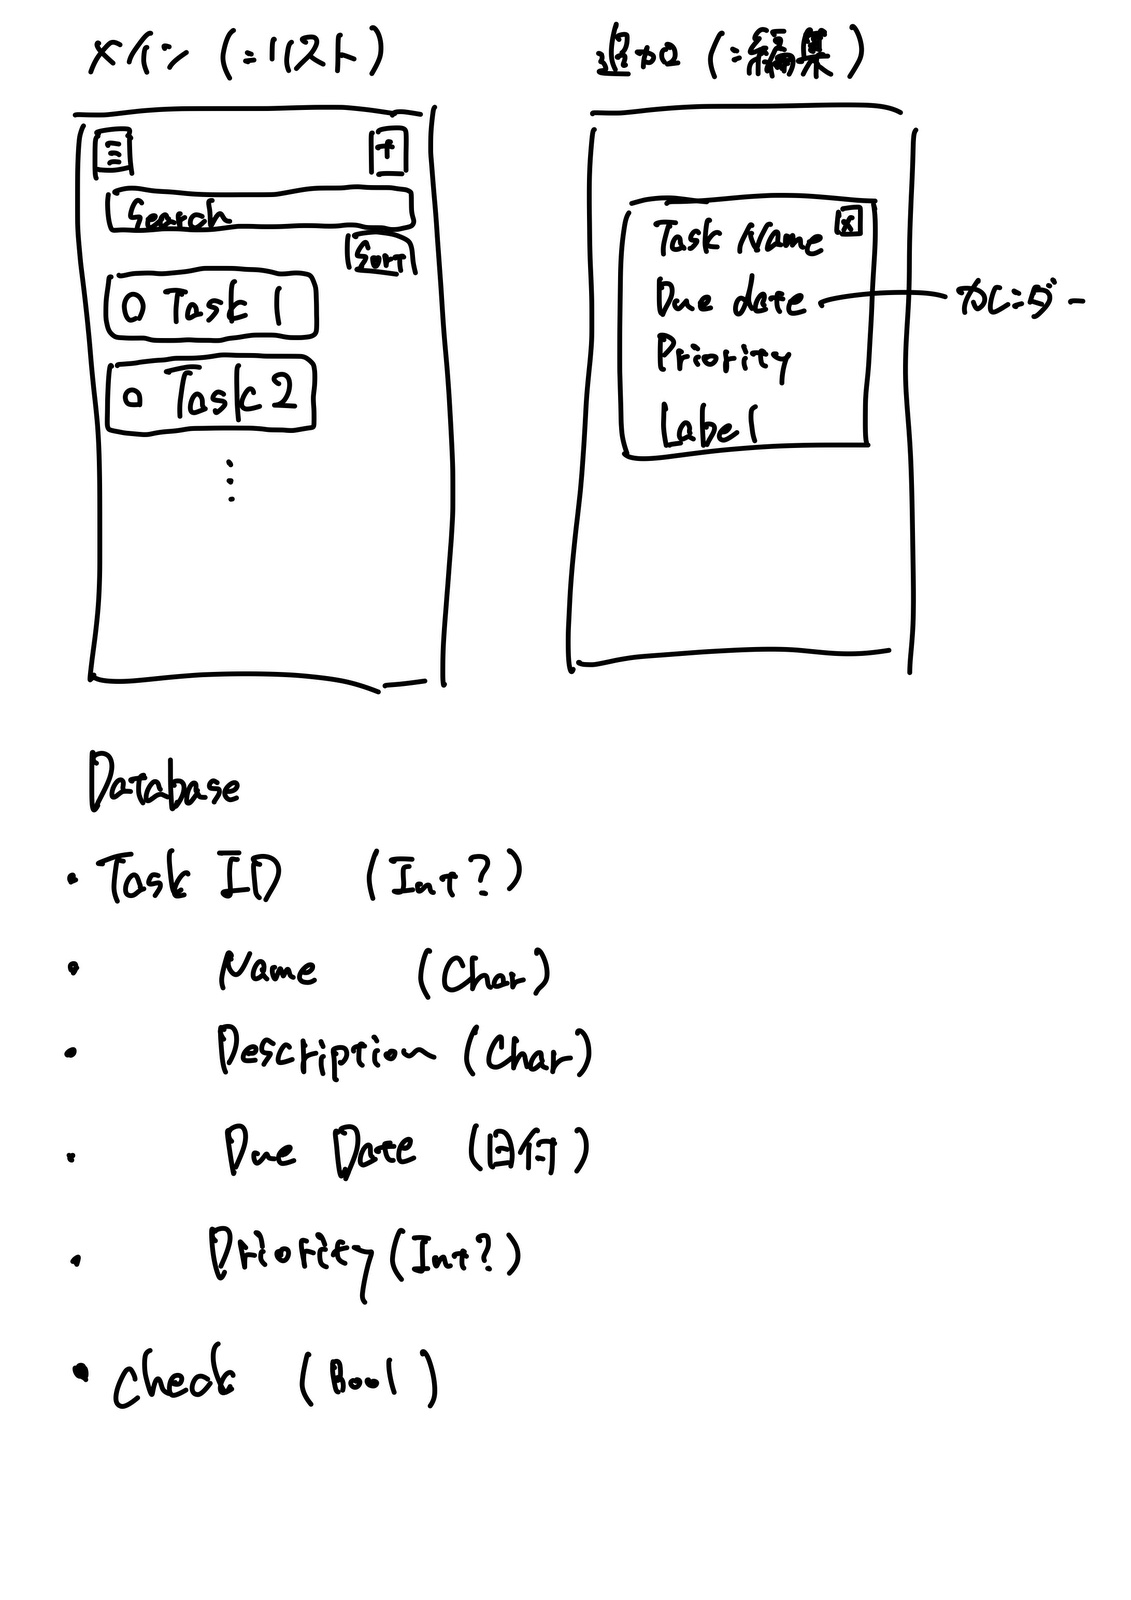 メイン (=リスト)
追加 (=編集)
+
Search
Sort
Task 1
Task 2
Task Name x
Due date カレンダー
Priority
Label
Database
・Task ID (Int?)
・ Name (Char)
・ Description (Char)
・ Due Date (日付)
・ Priority (Int?)
・Check (Bool)